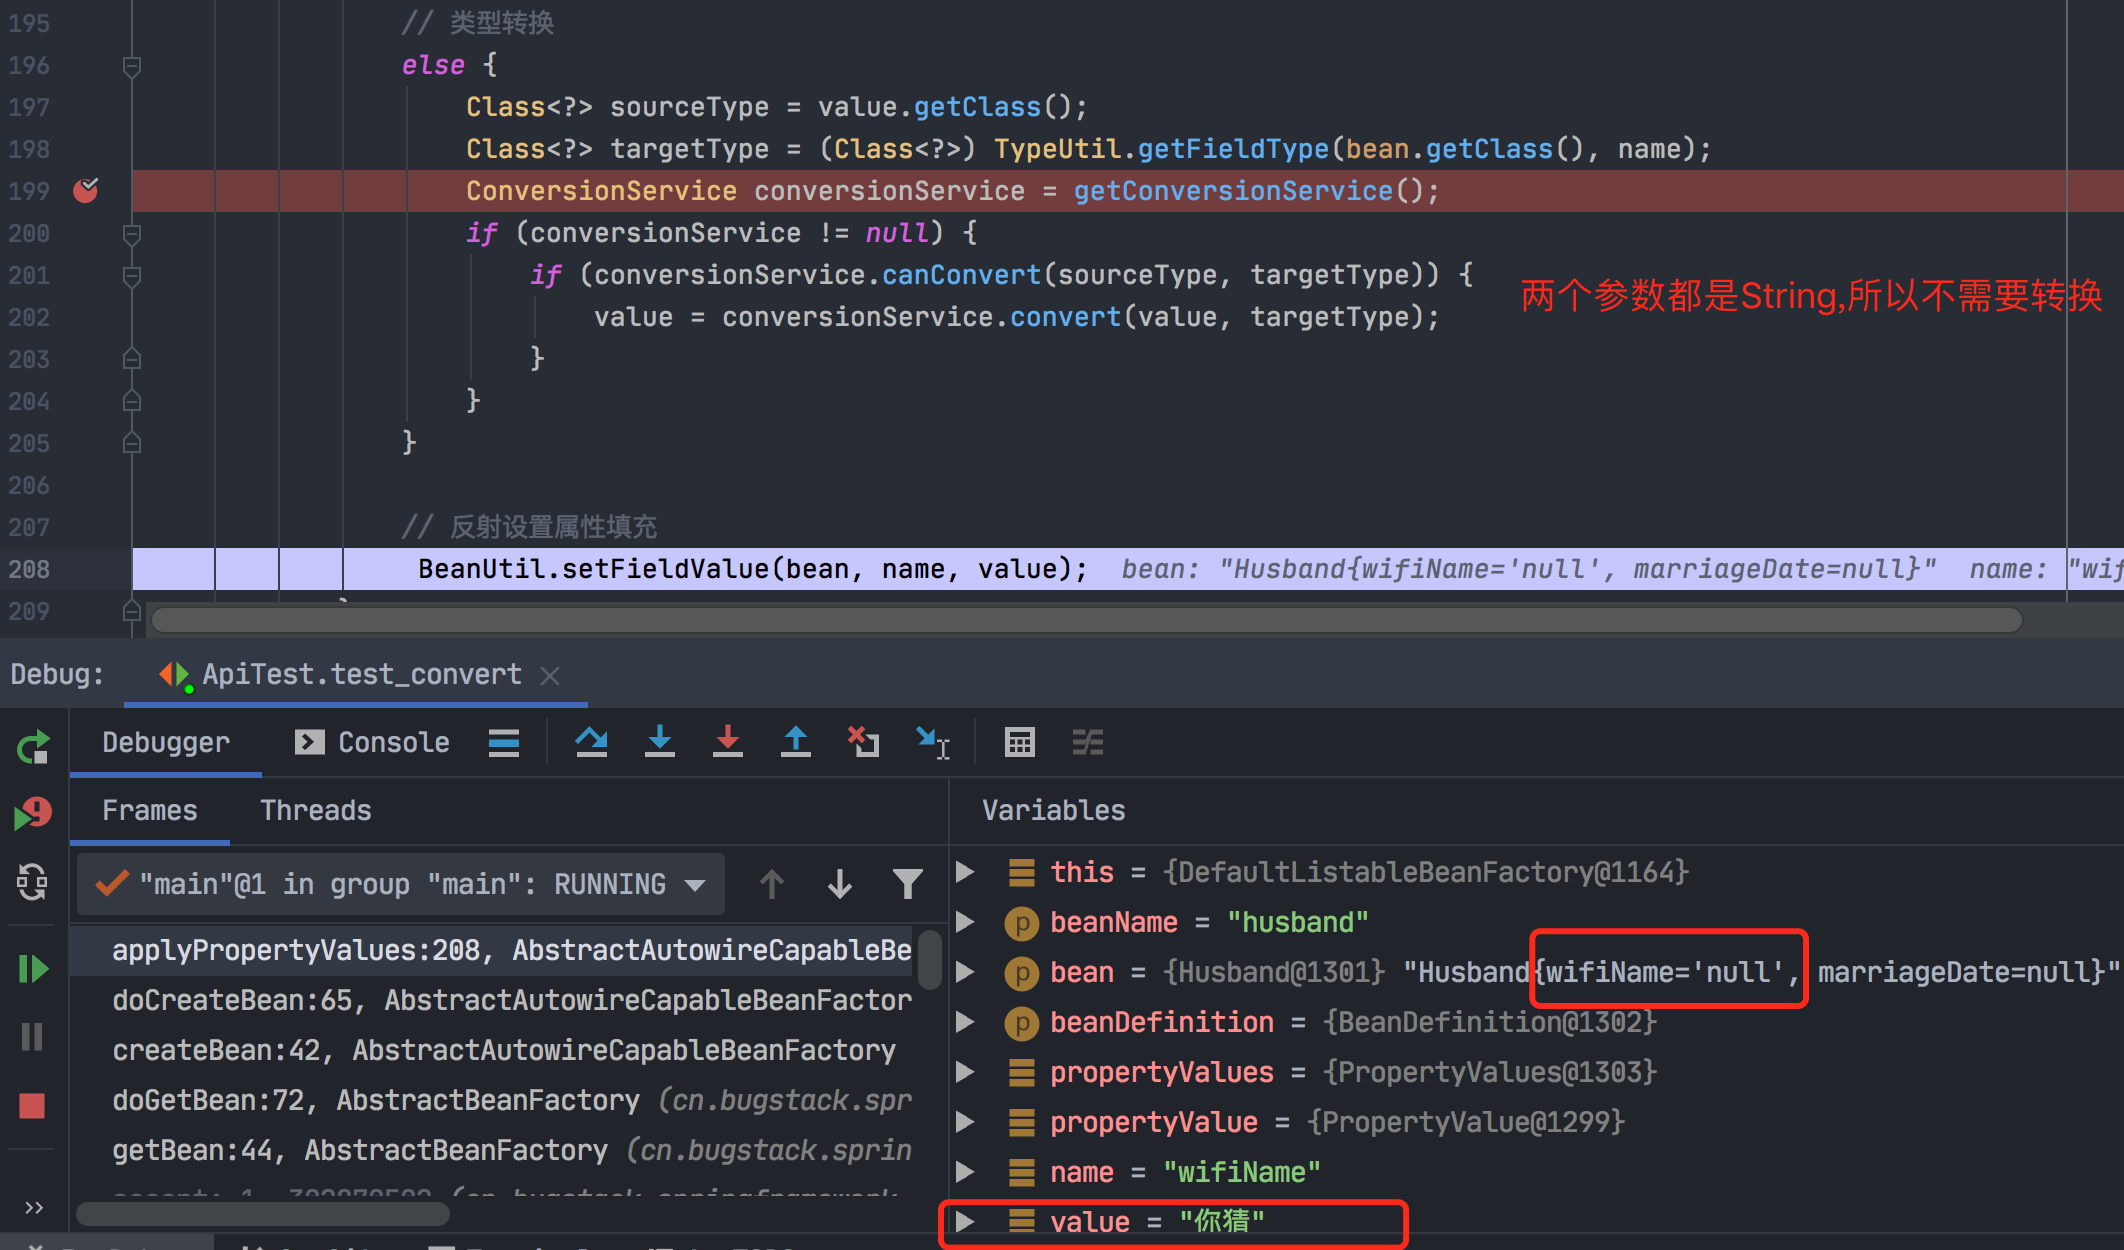 195 // 类型转换
196 else {
197 Class<?> sourceType = value.getClass();
198 Class<?> targetType = (Class<?>) TypeUtil.getFieldType(bean.getClass(), name);
199 ConversionService conversionService = getConversionService();
200 if (conversionService != null) {
201 if (conversionService.canConvert(sourceType, targetType)) {
两个参数都是String,所以不需要转换
202 value = conversionService.convert(value, targetType);
203 }
204 }
205 }
206
207 // 反射设置属性填充
208 BeanUtil.setFieldValue(bean, name, value); bean: "Husband{wifiName='null', marriageDate=null}" name: "wif
209
Debug: ApiTest.test_convert
Debugger Console
Frames Threads
"main"@1 in group "main": RUNNING
applyPropertyValues:208, AbstractAutowireCapableBe
doCreateBean:65, AbstractAutowireCapableBeanFactor
createBean:42, AbstractAutowireCapableBeanFactory
doGetBean:72, AbstractBeanFactory (cn.bugstack.spr
getBean:44, AbstractBeanFactory (cn.bugstack.sprin
Variables
this = {DefaultListableBeanFactory@1164}
beanName = "husband"
bean = {Husband@1301} "Husband{wifiName='null', marriageDate=null}"
beanDefinition = {BeanDefinition@1302}
propertyValues = {PropertyValues@1303}
propertyValue = {PropertyValue@1299}
name = "wifiName"
value = "你猜"